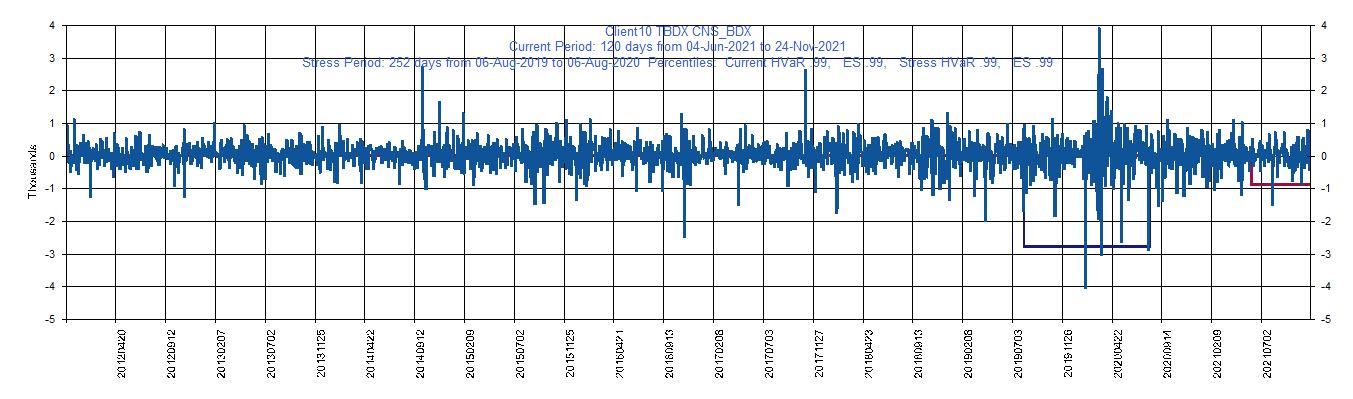 Client10 TBDX CNS_BDX
Current Period: 120 days from 04-Jun-2021 to 24-Nov-2021
Stress Period: 252 days from 06-Aug-2019 to 06-Aug-2020 Percentiles: Current HVaR .99, ES .99, Stress HVaR .99, ES .99
4 4
3 3
2 2
1 1
0 0
-1 -1
-2 -2
-3 -3
-4 -4
-5 -5
Thousands
20120420 20120912 20130207 20130702 20131125 20140422 20140912 20150209 20150702 20151125 20160421 20160913 20170208 20170703 20171127 20180423 20180913 20190208 20190703 20191126 20200422 20200914 20210209 20210702